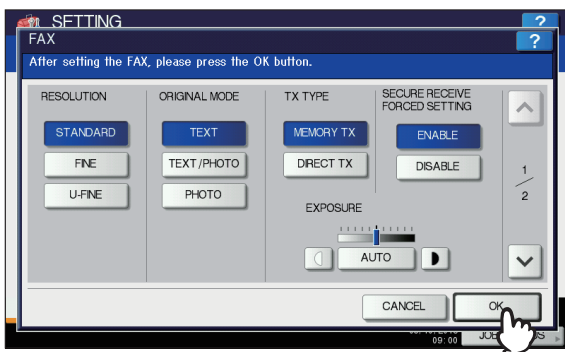 SETTING
?
FAX
?
After setting the FAX, please press the OK button.
RESOLUTION
ORIGINAL MODE
TX TYPE
SECURE RECEIVE
FORCED SETTING
STANDARD
TEXT
MEMORY TX
ENABLE
FINE
TEXT/PHOTO
DIRECT TX
DISABLE
1
2
U-FINE
PHOTO
EXPOSURE
AUTO
CANCEL
OK
09:00